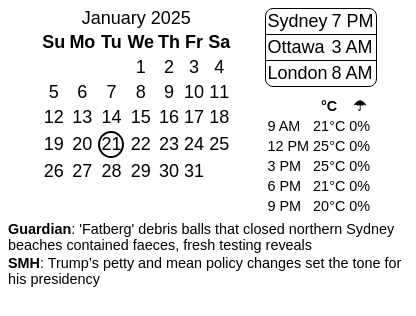 January 2025
Su Mo Tu We Th Fr Sa
1 2 3 4
5 6 7 8 9 10 11
12 13 14 15 16 17 18
19 20 21 22 23 24 25
26 27 28 29 30 31
Sydney 7 PM
Ottawa 3 AM
London 8 AM
°C ☂
9 AM 21°C 0%
12 PM 25°C 0%
3 PM 25°C 0%
6 PM 21°C 0%
9 PM 20°C 0%
Guardian: 'Fatberg' debris balls that closed northern Sydney
beaches contained faeces, fresh testing reveals
SMH: Trump’s petty and mean policy changes set the tone for
his presidency